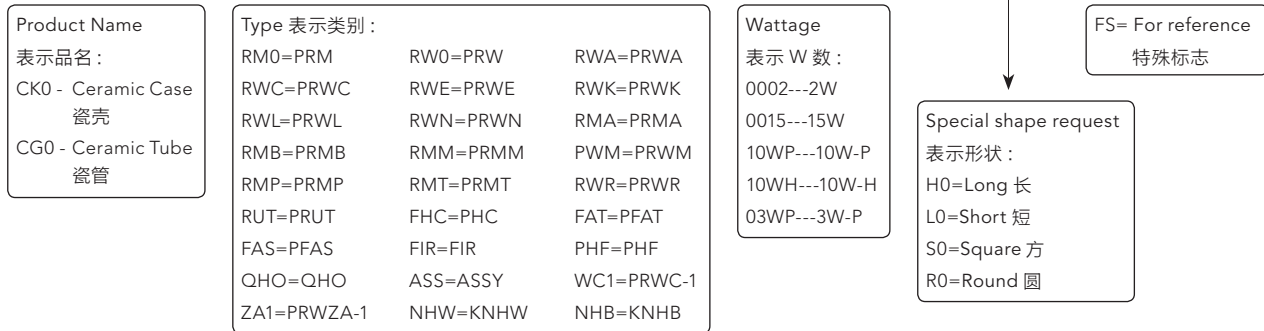 Product Name
表示品名 :
CK0 - Ceramic Case
瓷壳
CG0 - Ceramic Tube
瓷管
Type 表示类别 :
RM0=PRM RW0=PRW RWA=PRWA
RWC=PRWC RWE=PRWE RWK=PRWK
RWL=PRWL RWN=PRWN RMA=PRMA
RMB=PRMB RMM=PRMM PWM=PRWM
RMP=PRMP RMT=PRMT RWR=PRWR
RUT=PRUT FHC=PHC FAT=PFAT
FAS=PFAS FIR=FIR PHF=PHF
QHO=QHO ASS=ASSY WC1=PRWC-1
ZA1=PRWZA-1 NHW=KNHW NHB=KNHB
Wattage
表示 W 数 :
0002---2W
0015---15W
10WP---10W-P
10WH---10W-H
03WP---3W-P
Special shape request
表示形状 :
H0=Long 长
L0=Short 短
S0=Square 方
R0=Round 圆
FS= For reference
特殊标志